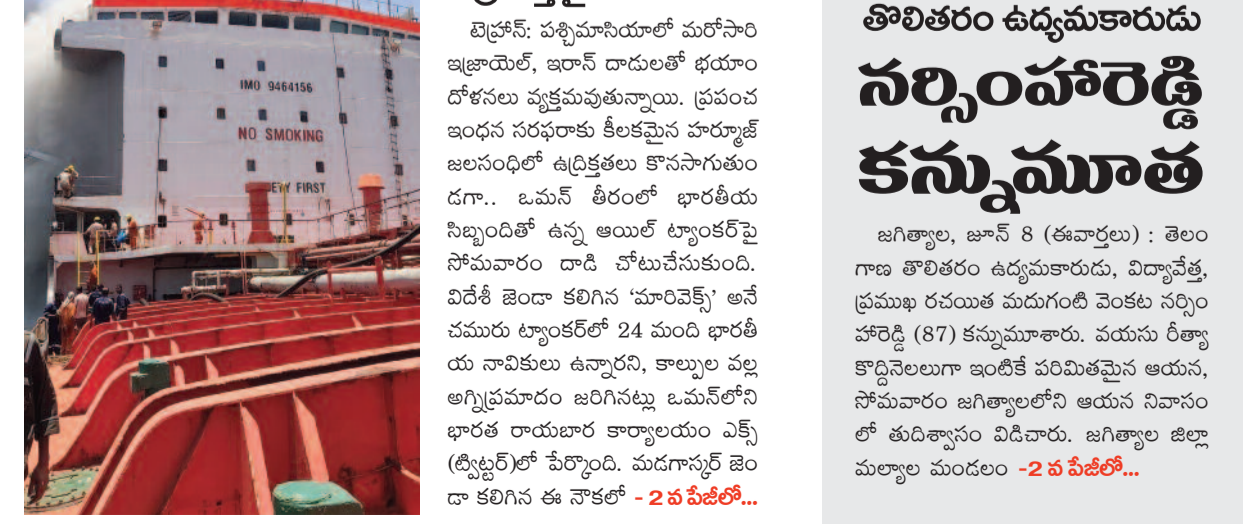 IMO 9464156
NO SMOKING
ETY FIRST
టెహ్రాన్: పశ్చిమాసియాలో మరోసారి
ఇజ్రాయెల్, ఇరాన్ దాడులతో భయాం
దోళనలు వ్యక్తమవుతున్నాయి. ప్రపంచ
ఇంధన సరఫరాకు కీలకమైన హర్మూజ్
జలసంధిలో ఉద్రిక్తతలు కొనసాగుతుం
డగా.. ఒమన్ తీరంలో భారతీయ
సిబ్బందితో ఉన్న ఆయిల్ ట్యాంకర్‌పై
సోమవారం దాడి చోటుచేసుకుంది.
విదేశీ జెండా కలిగిన ‘మారివెక్స్’ అనే
చమురు ట్యాంకర్‌లో 24 మంది భారతీ
య నావికులు ఉన్నారని, కాల్పుల వల్ల
అగ్నిప్రమాదం జరిగినట్లు ఒమన్‌లోని
భారత రాయబార కార్యాలయం ఎక్స్
(ట్విట్టర్)లో పేర్కొంది. మడగాస్కర్ జెం
డా కలిగిన ఈ నౌకలో - 2 వ పేజీలో...
తొలితరం ఉద్యమకారుడు
నర్సింహారెడ్డి
కన్నుమూత
జగిత్యాల, జూన్ 8 (ఈవార్తలు) : తెలం
గాణ తొలితరం ఉద్యమకారుడు, విద్యావేత్త,
ప్రముఖ రచయిత మదుగంటి వెంకట నర్సిం
హారెడ్డి (87) కన్నుమూశారు. వయసు రీత్యా
కొద్దినెలలుగా ఇంటికే పరిమితమైన ఆయన,
సోమవారం జగిత్యాలలోని ఆయన నివాసం
లో తుదిశ్వాసం విడిచారు. జగిత్యాల జిల్లా
మల్యాల మండలం -2 వ పేజీలో...